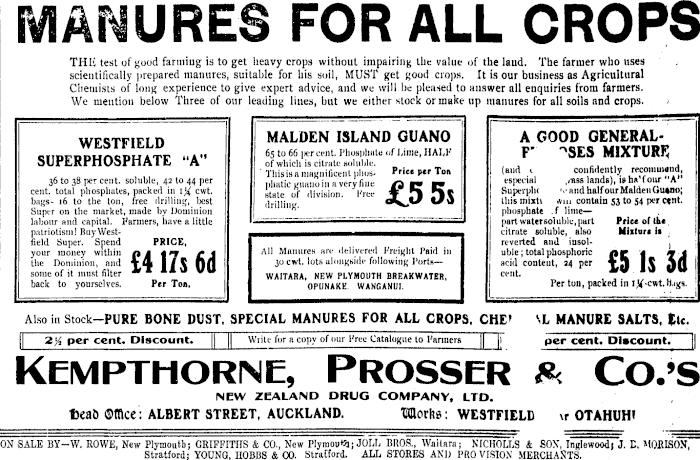 MANURES FOR ALL CROPS
THE test of good farming is to get heavy crops without impairing the value of the land. The farmer who uses
scientifically prepared manures, suitable for his soil, MUST get good crops. It is our business as Agricultural
Chemists of long experience to give expert advice, and we will be pleased to answer all enquiries from farmers.
We mention below Three of our leading lines, but we either stock or make up manures for all soils and crops.
WESTFIELD
SUPERPHOSPHATE "A"
36 to 38 per cent. soluble, 42 to 44 per
cent. total phosphates, packed in 1¼ cwt.
bags- 16 to the ton, free drilling, best
Super on the market, made by Dominion
labour and capital. Farmers, have a little
patriotism! Buy West-
field Super. Spend
your money within
the Dominion, and
some of it must filter
back to yourselves.
PRICE,
£4 17s 6d
Per Ton.
MALDEN ISLAND GUANO
65 to 66 per cent. Phosphate of Lime, HALF
of which is citrate soluble.
This is a magnificent phos-
phatic guano in a very fine
state of division. Free
drilling.
Price per Ton
£5 5s
All Manures are delivered Freight Paid in
30 cwt. lots alongside following Ports—
WAITARA, NEW PLYMOUTH BREAKWATER,
OPUNAKE, WANGANUI.
A GOOD GENERAL-
SES MIXTURE
(and confidently recommend,
especial ass lands), is half our "A"
Superpho and half our Malden Guano;
this mixt will contain 53 to 54 per cent.
phosphate of lime—
part water soluble, part
citrate soluble, also
reverted and insol-
uble; total phosphoric
acid content, 24 per
cent.
Price of the
Mixture is
£5 1s 3d
Per ton, packed in 1¼-cwt. bags.
Also in Stock—PURE BONE DUST, SPECIAL MANURES FOR ALL CROPS, CHE L MANURE SALTS, Etc.
2½ per cent. Discount.
Write for a copy of our Free Catalogue to Farmers
per cent. Discount.
KEMPTHORNE, PROSSER & CO.'S
NEW ZEALAND DRUG COMPANY, LTD.
Head Office: ALBERT STREET, AUCKLAND. Works: WESTFIELD OTAHUHU
ON SALE BY—W. ROWE, New Plymouth; GRIFFITHS & CO., New Plymouth; JOLL BROS., Waitara; NICHOLLS & SON, Inglewood; J. E. MORISON,
Stratford; YOUNG, HOBBS & CO. Stratford. ALL STORES AND PROVISION MERCHANTS.